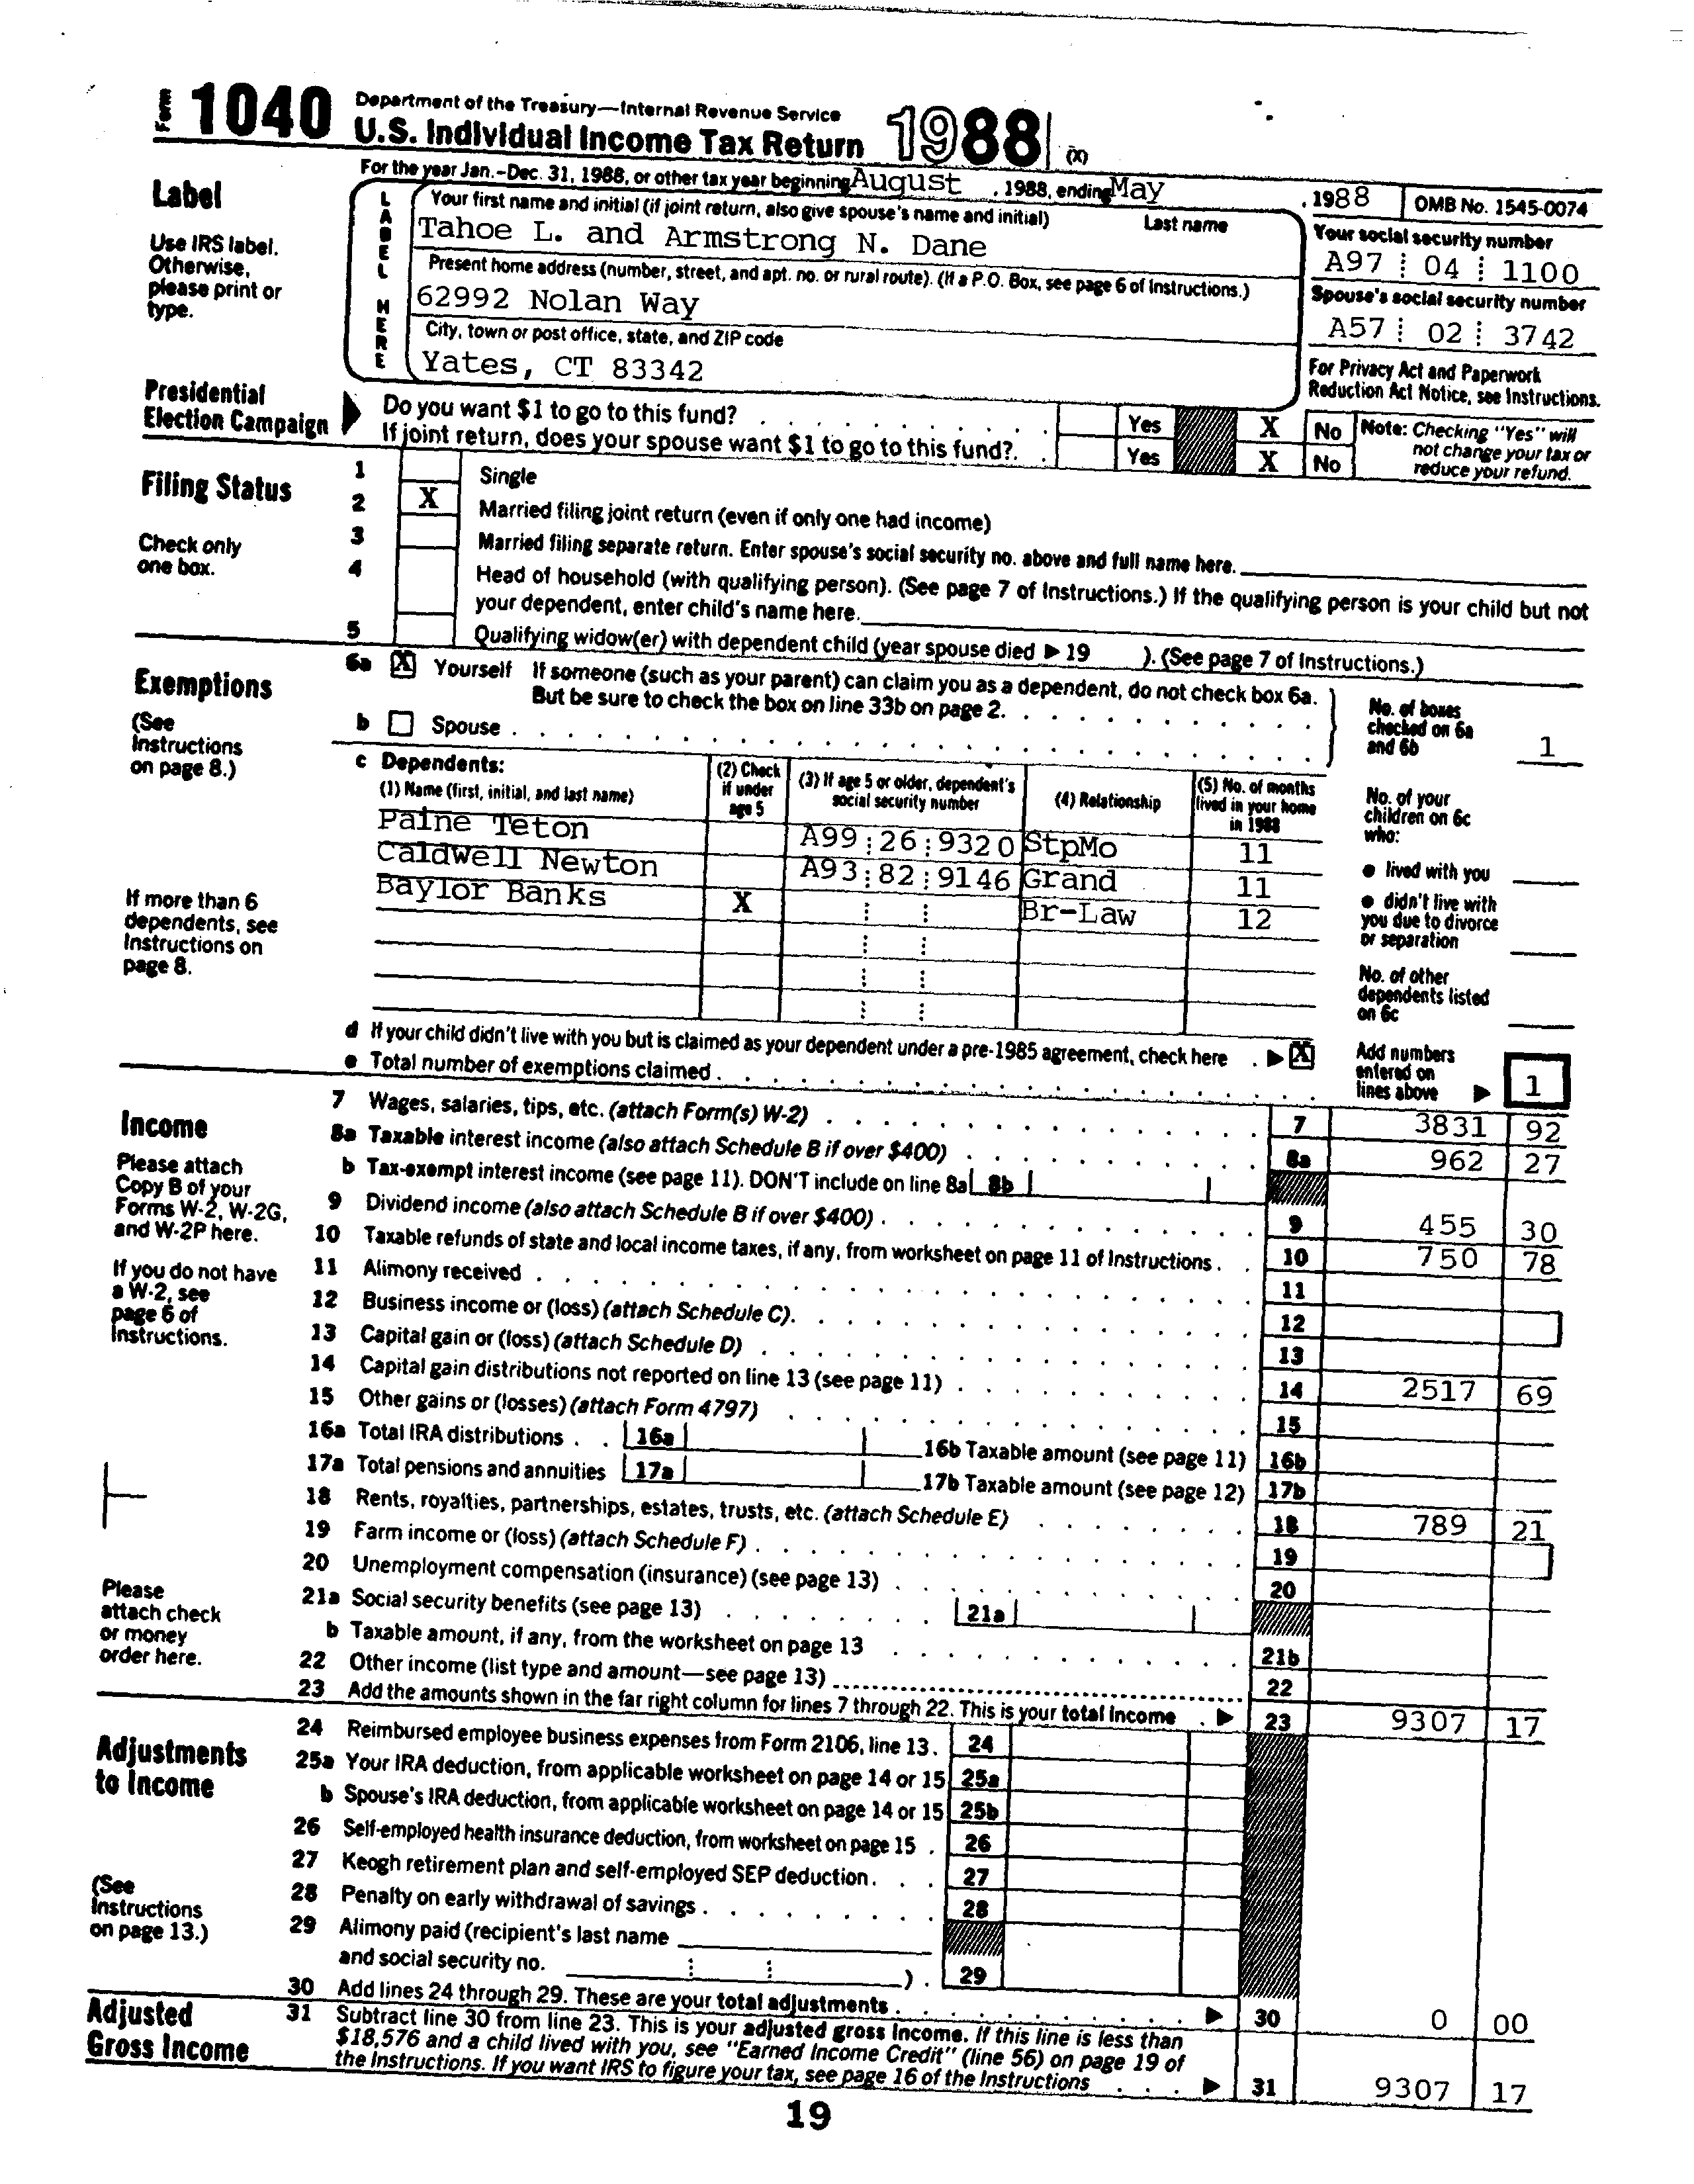 Form 1040 Department of the Treasury—Internal Revenue Service
U.S. Individual Income Tax Return 1988 (X)
For the year Jan.-Dec. 31, 1988, or other tax year beginning August , 1988, ending May , 1988 OMB No. 1545-0074
Label
Use IRS label.
Otherwise,
please print or
type.
LABEL HERE
Your first name and initial (if joint return, also give spouse's name and initial) Last name
Tahoe L. and Armstrong N. Dane
Your social security number
A97 04 1100
Present home address (number, street, and apt. no. or rural route). (If a P.O. Box, see page 6 of Instructions.)
62992 Nolan Way
Spouse's social security number
A57 02 3742
City, town or post office, state, and ZIP code
Yates, CT 83342
For Privacy Act and Paperwork
Reduction Act Notice, see Instructions.
Presidential
Election Campaign
Do you want $1 to go to this fund? Yes X No
If joint return, does your spouse want $1 to go to this fund?. Yes X No
Note: Checking "Yes" will
not change your tax or
reduce your refund.
Filing Status
Check only
one box.
1 Single
2 X Married filing joint return (even if only one had income)
3 Married filing separate return. Enter spouse's social security no. above and full name here.
4 Head of household (with qualifying person). (See page 7 of Instructions.) If the qualifying person is your child but not
your dependent, enter child's name here.
5 Qualifying widow(er) with dependent child (year spouse died ▶ 19 ). (See page 7 of Instructions.)
Exemptions
(See
Instructions
on page 8.)
6a X Yourself If someone (such as your parent) can claim you as a dependent, do not check box 6a.
But be sure to check the box on line 33b on page 2.
b Spouse
No. of boxes
checked on 6a
and 6b 1
c Dependents:
(1) Name (first, initial, and last name)
(2) Check
if under
age 5
(3) If age 5 or older, dependent's
social security number
(4) Relationship
(5) No. of months
lived in your home
in 1988
Paine Teton A99 26 9320 StpMo 11
Caldwell Newton A93 82 9146 Grand 11
Baylor Banks X Br-Law 12
If more than 6
dependents, see
Instructions on
page 8.
No. of your
children on 6c
who:
● lived with you
● didn't live with
you due to divorce
or separation
No. of other
dependents listed
on 6c
d If your child didn't live with you but is claimed as your dependent under a pre-1985 agreement, check here ▶ X
e Total number of exemptions claimed
Add numbers
entered on
lines above ▶ 1
Income
Please attach
Copy B of your
Forms W-2, W-2G,
and W-2P here.
If you do not have
a W-2, see
page 6 of
Instructions.
Please
attach check
or money
order here.
7 Wages, salaries, tips, etc. (attach Form(s) W-2) 7 3831 92
8a Taxable interest income (also attach Schedule B if over $400) 8a 962 27
b Tax-exempt interest income (see page 11). DON'T include on line 8a 8b
9 Dividend income (also attach Schedule B if over $400) 9 455 30
10 Taxable refunds of state and local income taxes, if any, from worksheet on page 11 of Instructions 10 750 78
11 Alimony received 11
12 Business income or (loss) (attach Schedule C) 12
13 Capital gain or (loss) (attach Schedule D) 13
14 Capital gain distributions not reported on line 13 (see page 11) 14 2517 69
15 Other gains or (losses) (attach Form 4797) 15
16a Total IRA distributions 16a 16b Taxable amount (see page 11) 16b
17a Total pensions and annuities 17a 17b Taxable amount (see page 12) 17b
18 Rents, royalties, partnerships, estates, trusts, etc. (attach Schedule E) 18 789 21
19 Farm income or (loss) (attach Schedule F) 19
20 Unemployment compensation (insurance) (see page 13) 20
21a Social security benefits (see page 13) 21a
b Taxable amount, if any, from the worksheet on page 13 21b
22 Other income (list type and amount—see page 13) 22
23 Add the amounts shown in the far right column for lines 7 through 22. This is your total income ▶ 23 9307 17
Adjustments
to Income
(See
Instructions
on page 13.)
24 Reimbursed employee business expenses from Form 2106, line 13. 24
25a Your IRA deduction, from applicable worksheet on page 14 or 15 25a
b Spouse's IRA deduction, from applicable worksheet on page 14 or 15 25b
26 Self-employed health insurance deduction, from worksheet on page 15 26
27 Keogh retirement plan and self-employed SEP deduction 27
28 Penalty on early withdrawal of savings 28
29 Alimony paid (recipient's last name
and social security no. ) 29
30 Add lines 24 through 29. These are your total adjustments ▶ 30 0 00
Adjusted
Gross Income
31 Subtract line 30 from line 23. This is your adjusted gross income. If this line is less than
$18,576 and a child lived with you, see "Earned Income Credit" (line 56) on page 19 of
the Instructions. If you want IRS to figure your tax, see page 16 of the Instructions ▶ 31 9307 17
19